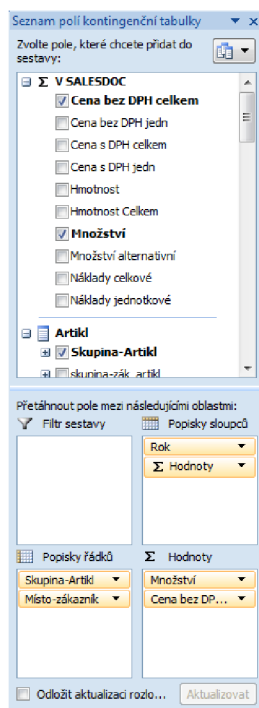 Seznam polí kontingenční tabulky
Zvolte pole, které chcete přidat do
sestavy:
Σ V SALESDOC
Cena bez DPH celkem
Cena bez DPH jedn
Cena s DPH celkem
Cena s DPH jedn
Hmotnost
Hmotnost Celkem
Množství
Množství alternativní
Náklady celkové
Náklady jednotkové
Artikl
Skupina-Artikl
skupina-zák. artikl
Přetáhnout pole mezi následujícími oblastmi:
Filtr sestavy
Popisky sloupců
Rok
Σ Hodnoty
Popisky řádků
Σ Hodnoty
Skupina-Artikl
Množství
Místo-zákazník
Cena bez DP...
Odložit aktualizaci rozlo...
Aktualizovat